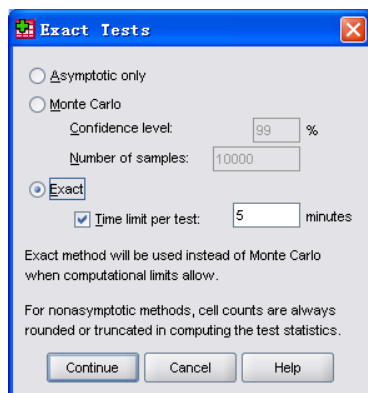 Exact Tests
Asymptotic only
Monte Carlo
Confidence level: 99 %
Number of samples: 10000
Exact
Time limit per test: 5 minutes
Exact method will be used instead of Monte Carlo
when computational limits allow.
For nonasymptotic methods, cell counts are always
rounded or truncated in computing the test statistics.
Continue Cancel Help